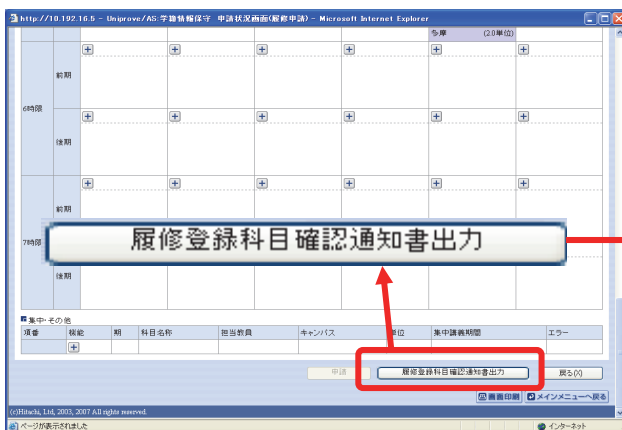 http://10.192.16.5 - Uniprove/AS:学籍情報保守 申請状況画面(履修申請) - Microsoft Internet Explorer
多摩 (2.0単位)
前期
6時限
後期
前期
履修登録科目確認通知書出力
7時限
後期
集中・その他
項番 機能 期 科目名称 担当教員 キャンパス 単位 集中講義期間 エラー
申請 履修登録科目確認通知書出力 戻る(X)
画面印刷 メインメニューへ戻る
(c)Hitachi, Ltd, 2003, 2007 All rights reserved.
ページが表示されました インターネット